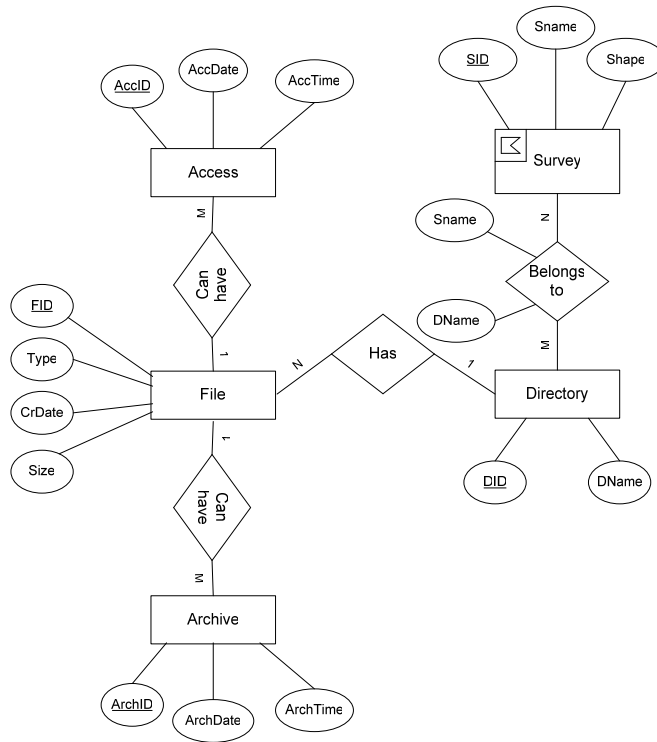 Sname
SID
Shape
AccDate
AccID
AccTime
Survey
Access
M
N
Sname
Can
have
Belongs
to
FID
DName
Type
1
N
Has
1
M
File
Directory
CrDate
1
Size
Can
have
DID
DName
M
Archive
ArchID
ArchDate
ArchTime